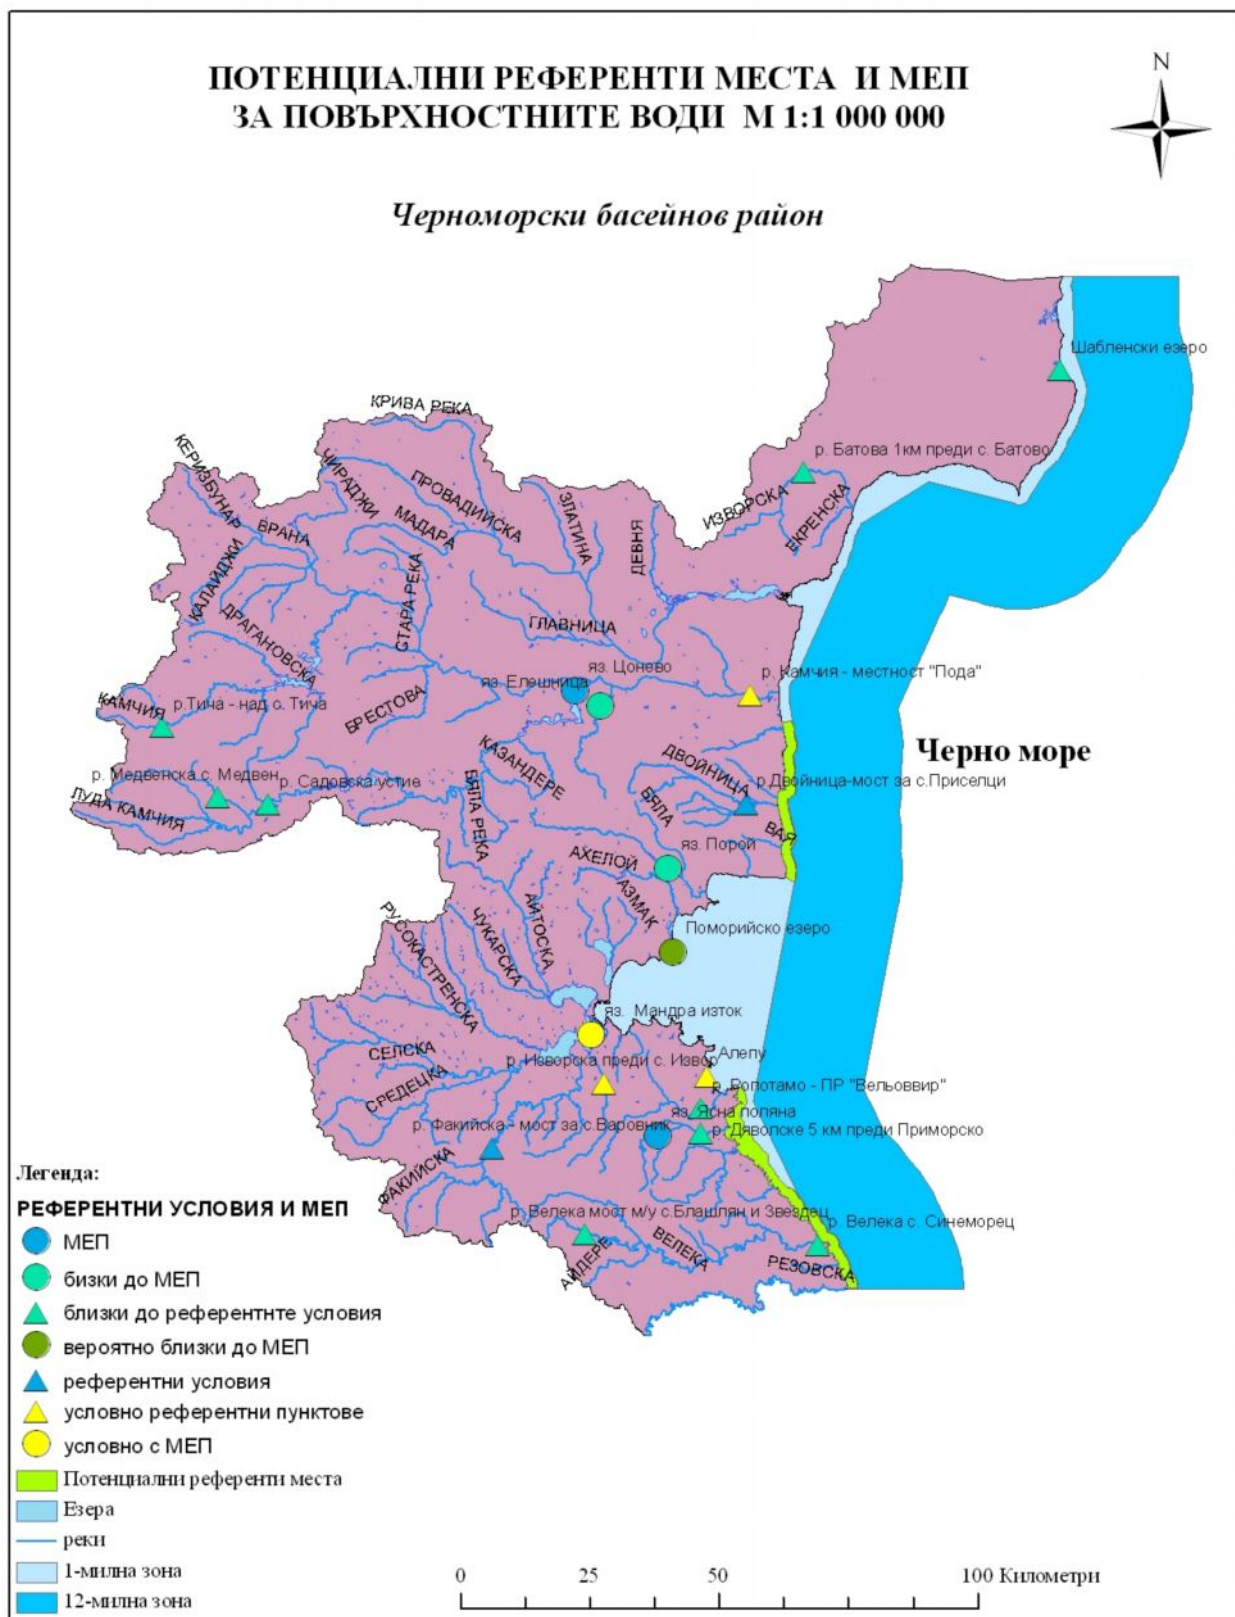 ПОТЕНЦИАЛНИ РЕФЕРЕНТИ МЕСТА И МЕП
ЗА ПОВЪРХНОСТНИТЕ ВОДИ М 1:1 000 000
N
Черноморски басейнов район
Шабленски езеро
КРИВА РЕКА
р. Батова 1км преди с. Батово
КЕРИЗБУНАР
ЧИРАДЖИ
ПРОВАДИЙСКА
ИЗВОРСКА
ЗЛАТИНА
МАДАРА
ВРАНА
ДЕВНЯ
ЕКРЕНСКА
КАЛАЙДЖИ
СТАРА РЕКА
ДРАГАНОВСКА
ГЛАВНИЦА
яз. Цонево
р. Камчия - местност "Пода"
яз. Елешница
КАМЧИЯ
р.Тича - над с. Тича
БРЕСТОВА
КАЗАНДЕРЕ
Черно море
ДВОЙНИЦА
р. Медвенска с. Медвен
р. Садовска устие
р.Двойница-мост за с.Приселци
ЛУДА КАМЧИЯ
БЯЛА РЕКА
БЯЛА
ВАЯ
яз. Порой
АХЕЛОЙ
АЗМАК
АЙТОСКА
РУСОКАСТРЕНСКА
ЧУКАРСКА
Поморийско езеро
яз. Мандра изток
СЕЛСКА
Алепу
р. Изворска преди с. Извор
СРЕДЕЦКА
р. Ропотамо - ПР "Вельоввир"
яз. Ясна поляна
р. Факийска - мост за с.Варовник
р. Дяволске 5 км преди Приморско
ФАКИЙСКА
р. Велека мост м/у с.Блашлян и Звездец
р. Велека с. Синеморец
ВЕЛЕКА
АЙДЕРЕ
РЕЗОВСКА
Легенда:
РЕФЕРЕНТНИ УСЛОВИЯ И МЕП
МЕП
бизки до МЕП
близки до референтнте условия
вероятно близки до МЕП
референтни условия
условно референтни пунктове
условно с МЕП
Потенциални референти места
Езера
реки
1-милна зона
12-милна зона
0 25 50 100 Километри